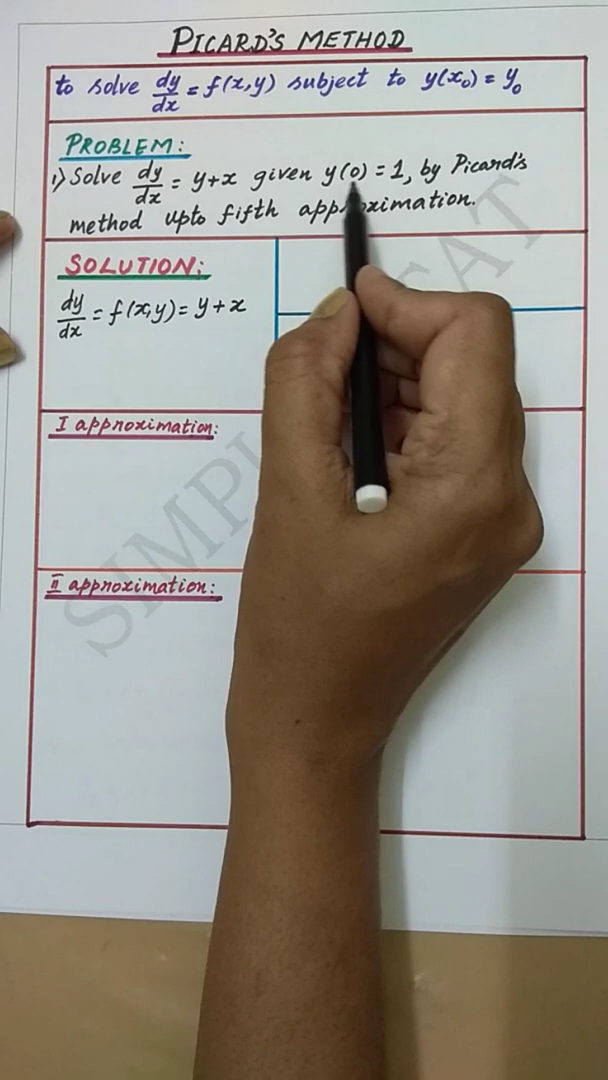 PICARD'S METHOD
to solve dy/dx = f(x,y) subject to y(x₀) = y₀
PROBLEM:
1) Solve dy/dx = y+x given y(0) = 1, by Picard's
method upto fifth approximation.
SOLUTION:
dy/dx = f(x,y) = y+x
I approximation:
II approximation: